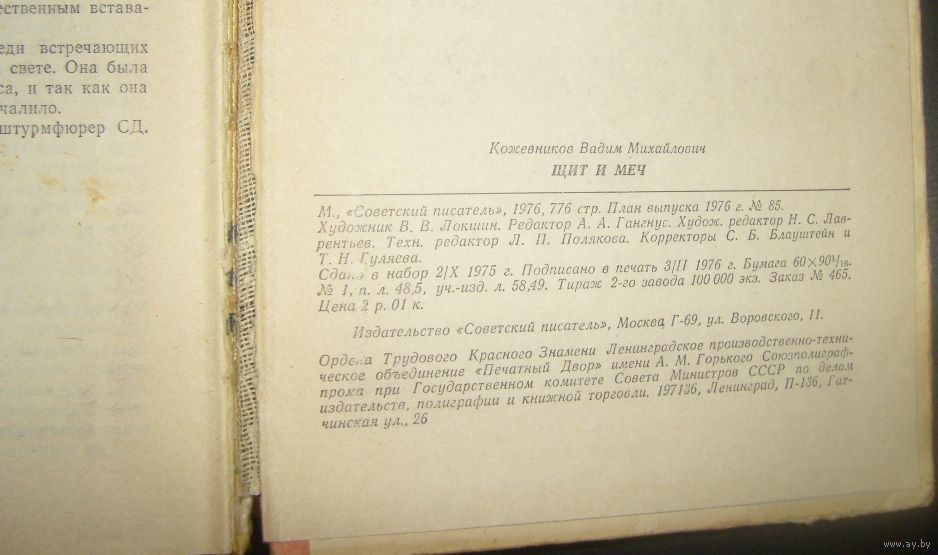 ественным встава-
еди встречающих
свете. Она была
са, и так как она
чалило.
штурмфюрер СД.
Кожевников Вадим Михайлович
ЩИТ И МЕЧ
М., «Советский писатель», 1976, 776 стр. План выпуска 1976 г. № 85.
Художник В. В. Локшин. Редактор А. А. Гангнус. Худож. редактор Н. С. Лав-
рентьев. Техн. редактор Л. П. Полякова. Корректоры С. Б. Блауштейн и
Т. Н. Гуляева.
Сдано в набор 2/X 1975 г. Подписано в печать 3/II 1976 г. Бумага 60×90¹/₁₆.
№ 1, п. л. 48,5, уч.-изд. л. 58,49. Тираж 2-го завода 100 000 экз. Заказ № 465.
Цена 2 р. 01 к.
Издательство «Советский писатель», Москва, Г-69, ул. Воровского, 11.
Ордена Трудового Красного Знамени Ленинградское производственно-техни-
ческое объединение «Печатный Двор» имени А. М. Горького Союзполиграф-
прома при Государственном комитете Совета Министров СССР по делам
издательств, полиграфии и книжной торговли. 197136, Ленинград, П-136, Гат-
чинская ул., 26
www.ay.by